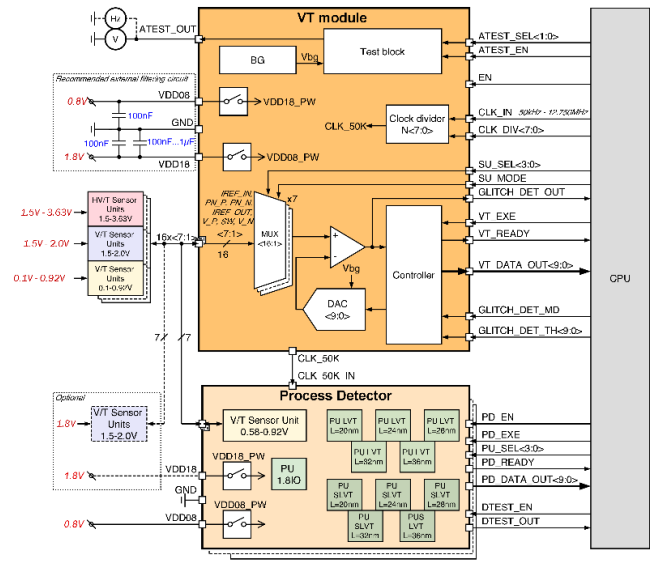 VT module
Hz
V
ATEST_OUT
BG
Vbg
Test block
ATEST_SEL<1:0>
ATEST_EN
EN
Recommended external filtering circuit
0.8V
VDD08
VDD18_PW
100nF
GND
100nF
100nF...1μF
1.8V
VDD18
VDD08_PW
CLK_50K
Clock divider
N<7:0>
CLK_IN 50kHz - 12.750MHz
CLK_DIV<7:0>
SU_SEL<3:0>
SU_MODE
GLITCH_DET_OUT
HV/T Sensor
Units
1.5-3.63V
1.5V - 3.63V
V/T Sensor
Units
1.5-2.0V
1.5V - 2.0V
V/T Sensor
Units
0.1-0.92V
0.1V - 0.92V
16x<7:1>
IREF_IN,
PN_P, PN_N,
IREF_OUT,
V_P, SW, V_N
<7:1>
16
x7
MUX
<16:1>
+
-
Vbg
DAC
<9:0>
Controller
VT_EXE
VT_READY
VT_DATA_OUT<9:0>
GLITCH_DET_MD
GLITCH_DET_TH<9:0>
CPU
7
7
CLK_50K
CLK_50K_IN
Process Detector
Optional
1.8V
V/T Sensor
Units
1.5-2.0V
V/T Sensor Unit
0.58-0.92V
1.8V
VDD18
VDD18_PW
PU
1.8IO
GND
0.8V
VDD08
VDD08_PW
PU LVT
L=20nm
PU LVT
L=24nm
PU LVT
L=28nm
PU LVT
L=32nm
PU LVT
L=36nm
PU
SLVT
L=20nm
PU
SLVT
L=24nm
PU
SLVT
L=28nm
PU
SLVT
L=32nm
PUS
LVT
L=36nm
PD_EN
PD_EXE
PU_SEL<3:0>
PD_READY
PD_DATA_OUT<9:0>
DTEST_EN
DTEST_OUT